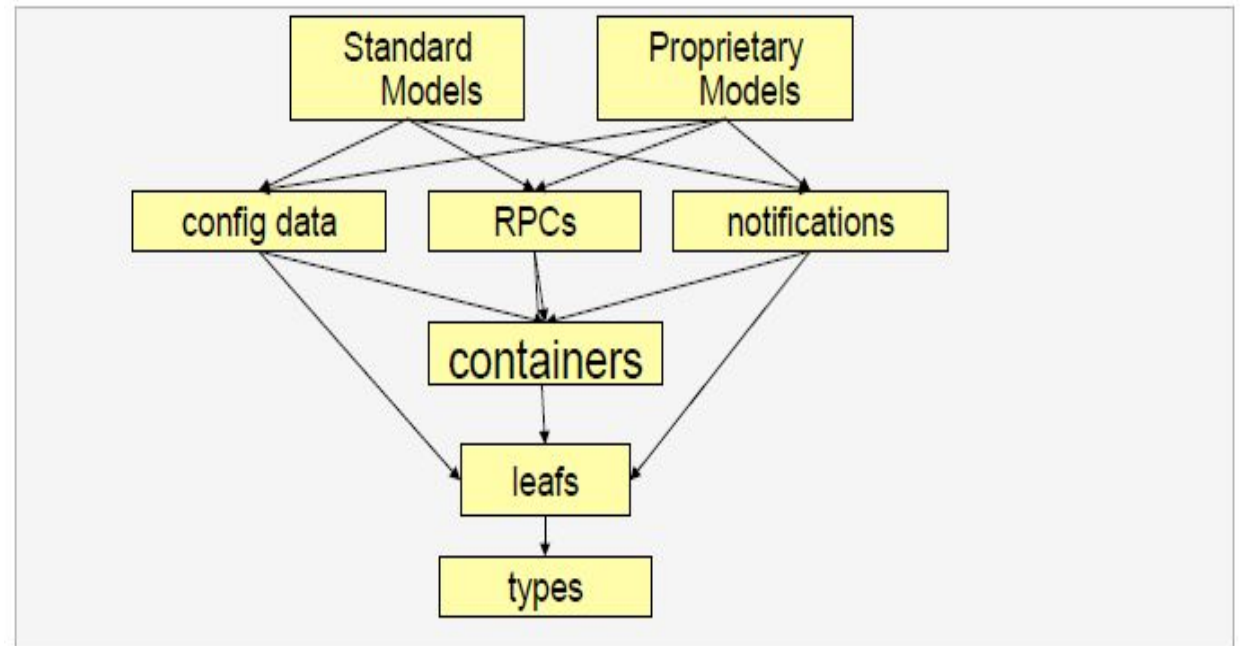 Standard
Models
Proprietary
Models
config data
RPCs
notifications
containers
leafs
types